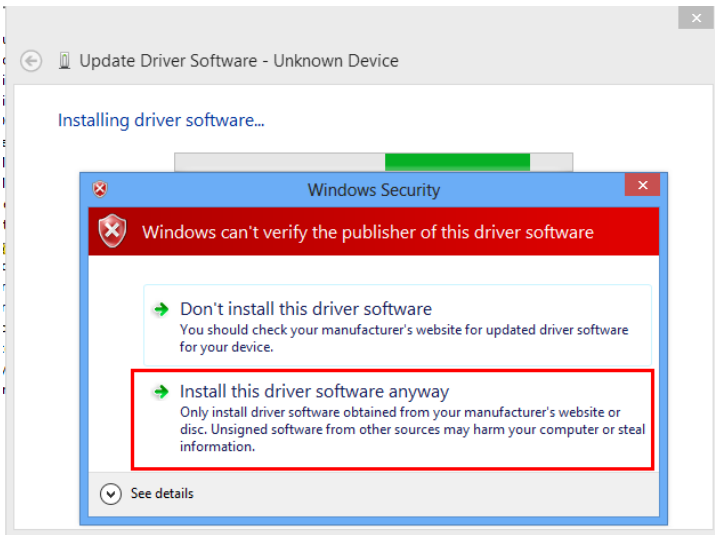 Update Driver Software - Unknown Device
Installing driver software...
Windows Security
Windows can't verify the publisher of this driver software
Don't install this driver software
You should check your manufacturer's website for updated driver software
for your device.
Install this driver software anyway
Only install driver software obtained from your manufacturer's website or
disc. Unsigned software from other sources may harm your computer or steal
information.
See details